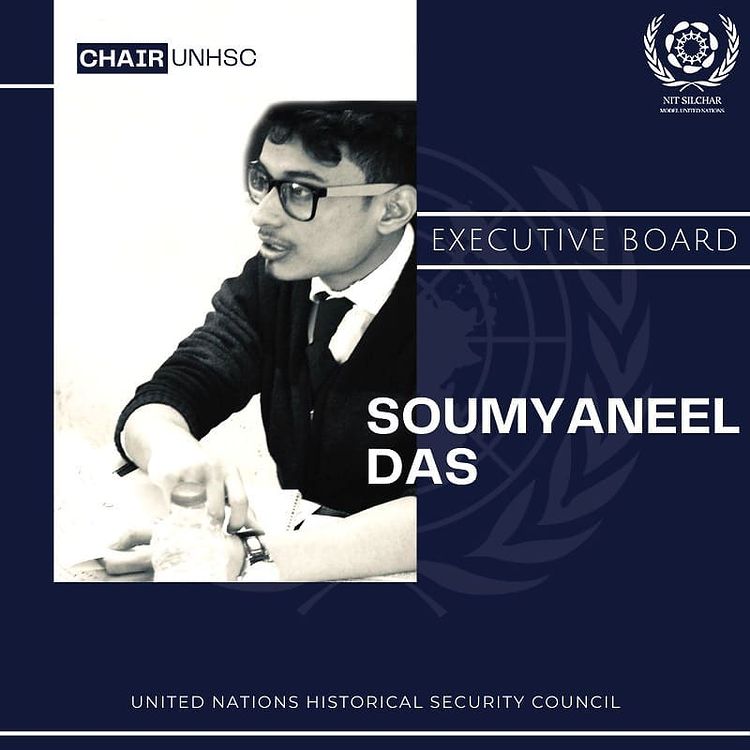 CHAIR UNHSC
NIT SILCHAR
MODEL UNITED NATIONS
EXECUTIVE BOARD
SOUMYANEEL
DAS
UNITED NATIONS HISTORICAL SECURITY COUNCIL